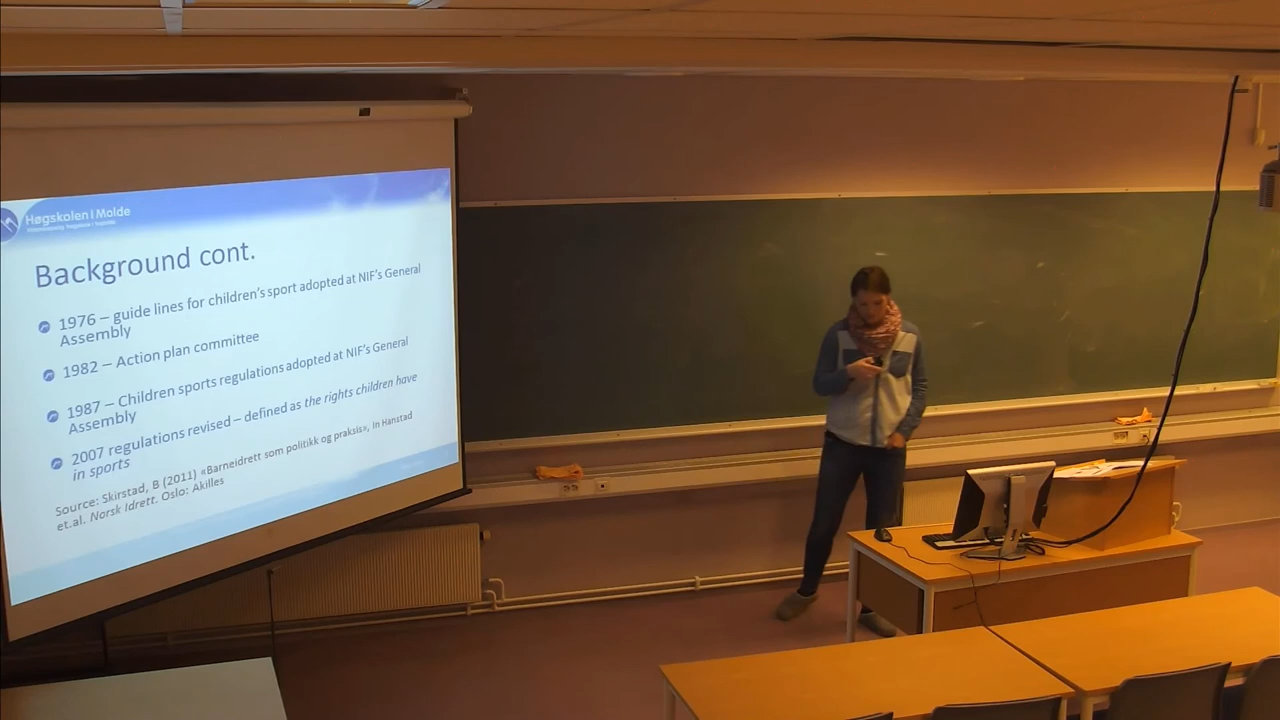 Høgskolen i Molde
Background cont.
1976 – guide lines for children's sport adopted at NIF's General
Assembly
1982 – Action plan committee
1987 – Children sports regulations adopted at NIF's General
Assembly
2007 regulations revised – defined as the rights children have
in sports
Source: Skirstad, B (2011) «Barneidrett som politikk og praksis», In Hanstad
et.al. Norsk Idrett. Oslo: Akilles